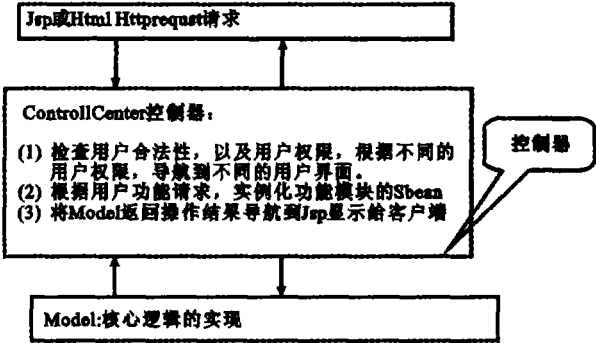 Jsp或Html Httprequst请求
ControllCenter控制器：
(1) 检查用户合法性，以及用户权限，根据不同的
用户权限，导航到不同的用户界面。
(2) 根据用户功能请求，实例化功能模块的Sbean
(3) 将Model返回操作结果导航到Jsp显示给客户端
控制器
Model:核心逻辑的实现